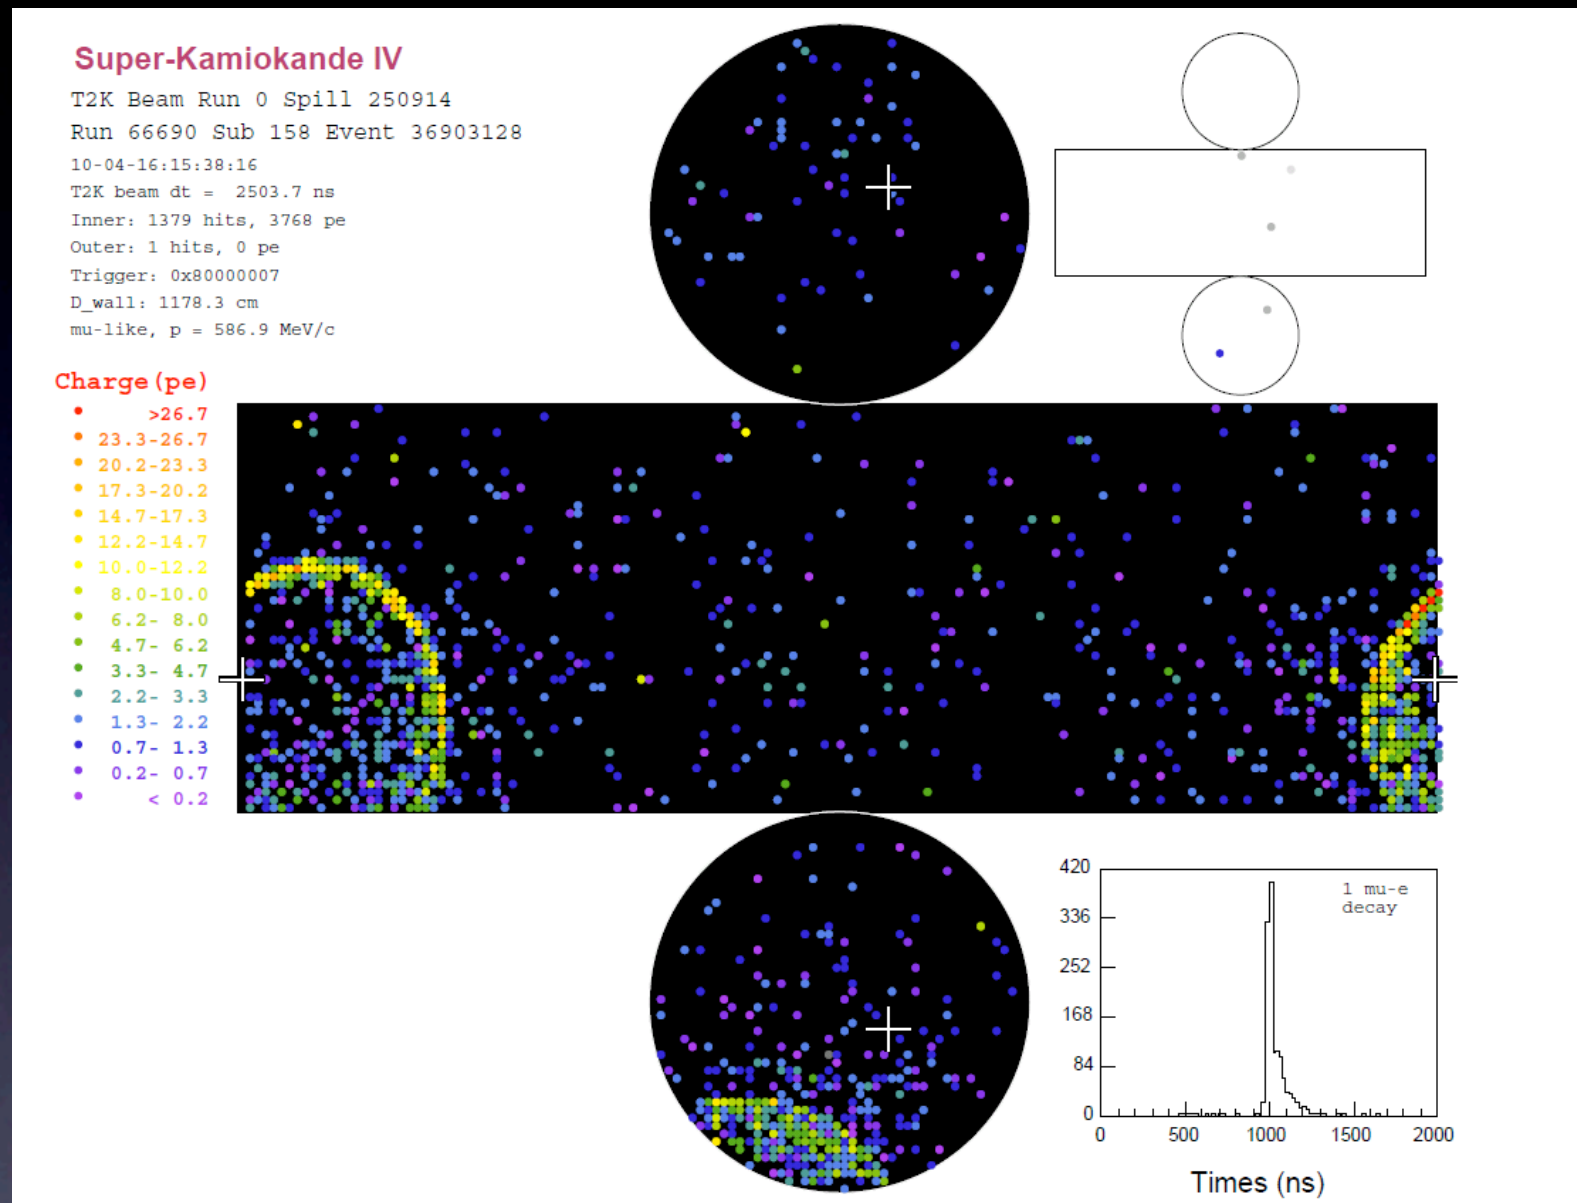 Super-Kamiokande IV
T2K Beam Run 0 Spill 250914
Run 66690 Sub 158 Event 36903128
10-04-16:15:38:16
T2K beam dt = 2503.7 ns
Inner: 1379 hits, 3768 pe
Outer: 1 hits, 0 pe
Trigger: 0x80000007
D_wall: 1178.3 cm
mu-like, p = 586.9 MeV/c
Charge(pe)
>26.7
23.3-26.7
20.2-23.3
17.3-20.2
14.7-17.3
12.2-14.7
10.0-12.2
8.0-10.0
6.2- 8.0
4.7- 6.2
3.3- 4.7
2.2- 3.3
1.3- 2.2
0.7- 1.3
0.2- 0.7
< 0.2
420
336
252
168
84
0
1 mu-e
decay
0 500 1000 1500 2000
Times (ns)